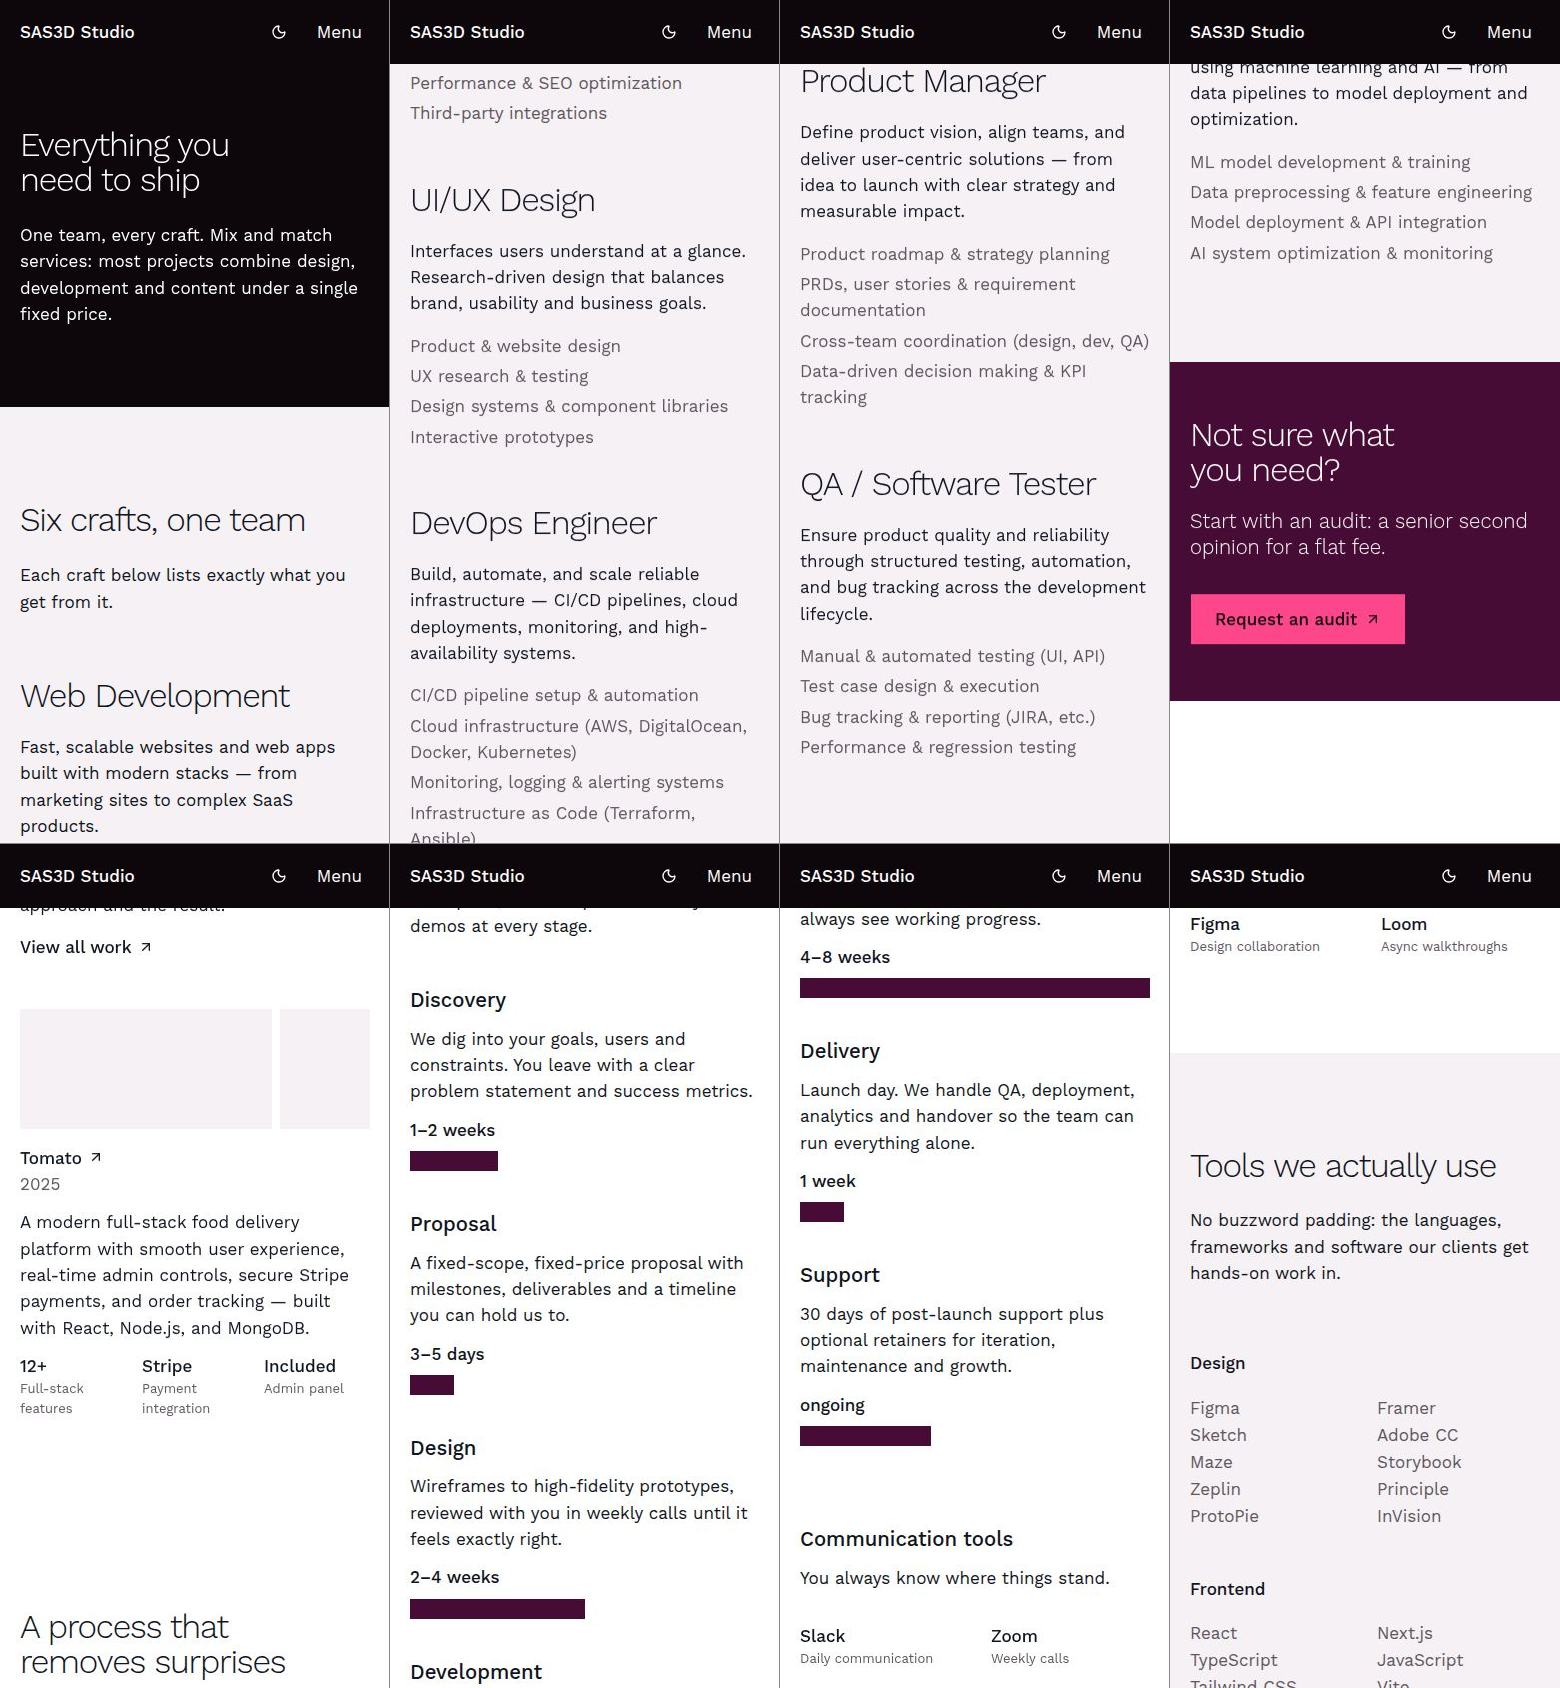 SAS3D Studio
Menu
Everything you
need to ship
One team, every craft. Mix and match
services: most projects combine design,
development and content under a single
fixed price.
Six crafts, one team
Each craft below lists exactly what you
get from it.
Web Development
Fast, scalable websites and web apps
built with modern stacks — from
marketing sites to complex SaaS
products.
SAS3D Studio
Menu
Performance & SEO optimization
Third-party integrations
UI/UX Design
Interfaces users understand at a glance.
Research-driven design that balances
brand, usability and business goals.
Product & website design
UX research & testing
Design systems & component libraries
Interactive prototypes
DevOps Engineer
Build, automate, and scale reliable
infrastructure — CI/CD pipelines, cloud
deployments, monitoring, and high-
availability systems.
CI/CD pipeline setup & automation
Cloud infrastructure (AWS, DigitalOcean,
Docker, Kubernetes)
Monitoring, logging & alerting systems
Infrastructure as Code (Terraform,
Ansible)
SAS3D Studio
Menu
Product Manager
Define product vision, align teams, and
deliver user-centric solutions — from
idea to launch with clear strategy and
measurable impact.
Product roadmap & strategy planning
PRDs, user stories & requirement
documentation
Cross-team coordination (design, dev, QA)
Data-driven decision making & KPI
tracking
QA / Software Tester
Ensure product quality and reliability
through structured testing, automation,
and bug tracking across the development
lifecycle.
Manual & automated testing (UI, API)
Test case design & execution
Bug tracking & reporting (JIRA, etc.)
Performance & regression testing
SAS3D Studio
Menu
using machine learning and AI — from
data pipelines to model deployment and
optimization.
ML model development & training
Data preprocessing & feature engineering
Model deployment & API integration
AI system optimization & monitoring
Not sure what
you need?
Start with an audit: a senior second
opinion for a flat fee.
Request an audit
SAS3D Studio
Menu
approach and the result.
View all work
Tomato
2025
A modern full-stack food delivery
platform with smooth user experience,
real-time admin controls, secure Stripe
payments, and order tracking — built
with React, Node.js, and MongoDB.
12+
Full-stack
features
Stripe
Payment
integration
Included
Admin panel
A process that
removes surprises
SAS3D Studio
Menu
demos at every stage.
Discovery
We dig into your goals, users and
constraints. You leave with a clear
problem statement and success metrics.
1–2 weeks
Proposal
A fixed-scope, fixed-price proposal with
milestones, deliverables and a timeline
you can hold us to.
3–5 days
Design
Wireframes to high-fidelity prototypes,
reviewed with you in weekly calls until it
feels exactly right.
2–4 weeks
Development
SAS3D Studio
Menu
always see working progress.
4–8 weeks
Delivery
Launch day. We handle QA, deployment,
analytics and handover so the team can
run everything alone.
1 week
Support
30 days of post-launch support plus
optional retainers for iteration,
maintenance and growth.
ongoing
Communication tools
You always know where things stand.
Slack
Daily communication
Zoom
Weekly calls
SAS3D Studio
Menu
Figma
Design collaboration
Loom
Async walkthroughs
Tools we actually use
No buzzword padding: the languages,
frameworks and software our clients get
hands-on work in.
Design
Figma
Framer
Sketch
Adobe CC
Maze
Storybook
Zeplin
Principle
ProtoPie
InVision
Frontend
React
Next.js
TypeScript
JavaScript
Tailwind CSS
Vite